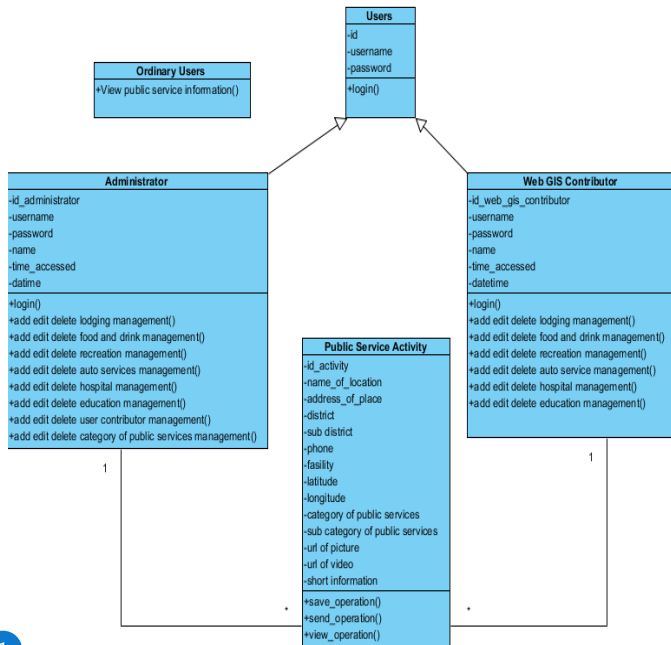 Users
-id
-username
-password
+login()
Ordinary Users
+View public service information()
Administrator
-id_administrator
-username
-password
-name
-time_accessed
-datime
+login()
+add edit delete lodging management()
+add edit delete food and drink management()
+add edit delete recreation management()
+add edit delete auto services management()
+add edit delete hospital management()
+add edit delete education management()
+add edit delete user contributor management()
+add edit delete category of public services management()
Web GIS Contributor
-id_web_gis_contributor
-username
-password
-name
-time_accessed
-datetime
+login()
+add edit delete lodging management()
+add edit delete food and drink management()
+add edit delete recreation management()
+add edit delete auto service management()
+add edit delete hospital management()
+add edit delete education management()
Public Service Activity
-id_activity
-name_of_location
-address_of_place
-district
-sub district
-phone
-fasility
-latitude
-longitude
-category of public services
-sub category of public services
-url of picture
-url of video
-short information
+save_operation()
+send_operation()
+view_operation()
1
1
*
*